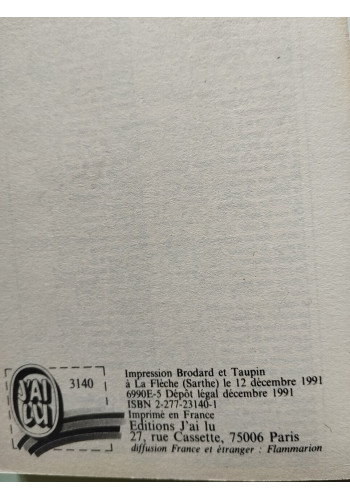 J'AI
LU
3140
Impression Brodard et Taupin
à La Flèche (Sarthe) le 12 décembre 1991
6990E-5 Dépôt légal décembre 1991
ISBN 2-277-23140-1
Imprimé en France
Editions J'ai lu
27, rue Cassette, 75006 Paris
diffusion France et étranger : Flammarion